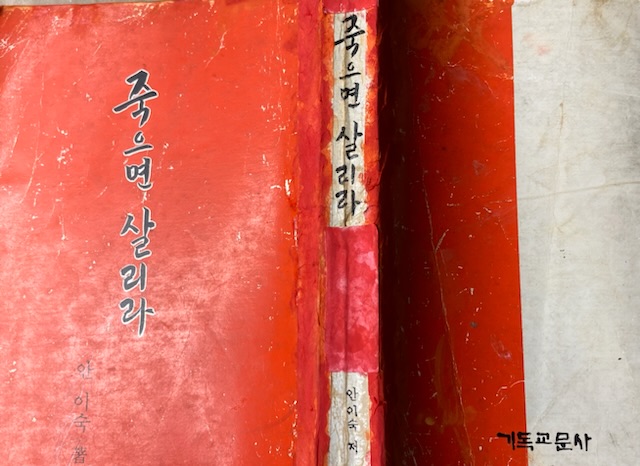 죽으면 살리라
안이숙 著
죽으면 살리라
안이숙 저
기독교문사